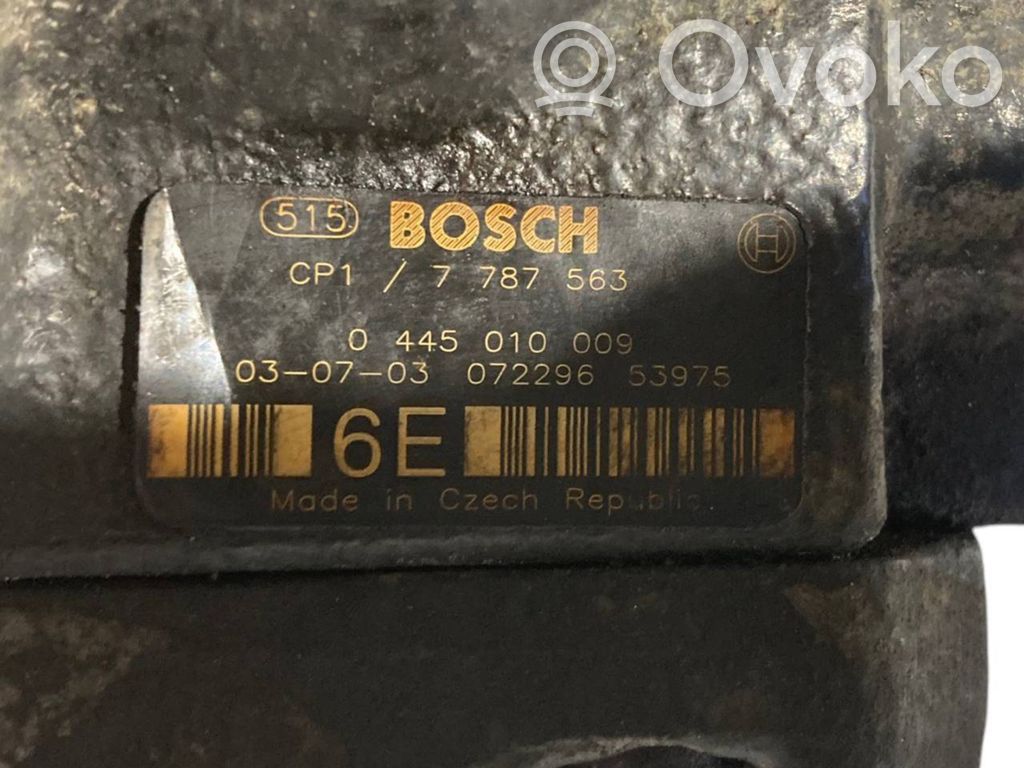 Ovoko
515 BOSCH H
CP1 / 7 787 563
0 445 010 009
03-07-03 072296 53975
6E
Made in Czech Republic